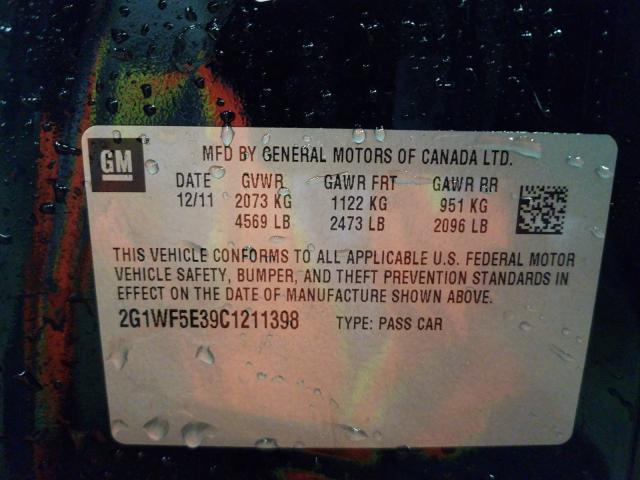 GM
MFD BY GENERAL MOTORS OF CANADA LTD.
DATE GVWR GAWR FRT GAWR RR
12/11 2073 KG 1122 KG 951 KG
4569 LB 2473 LB 2096 LB
THIS VEHICLE CONFORMS TO ALL APPLICABLE U.S. FEDERAL MOTOR
VEHICLE SAFETY, BUMPER, AND THEFT PREVENTION STANDARDS IN
EFFECT ON THE DATE OF MANUFACTURE SHOWN ABOVE.
2G1WF5E39C1211398 TYPE: PASS CAR